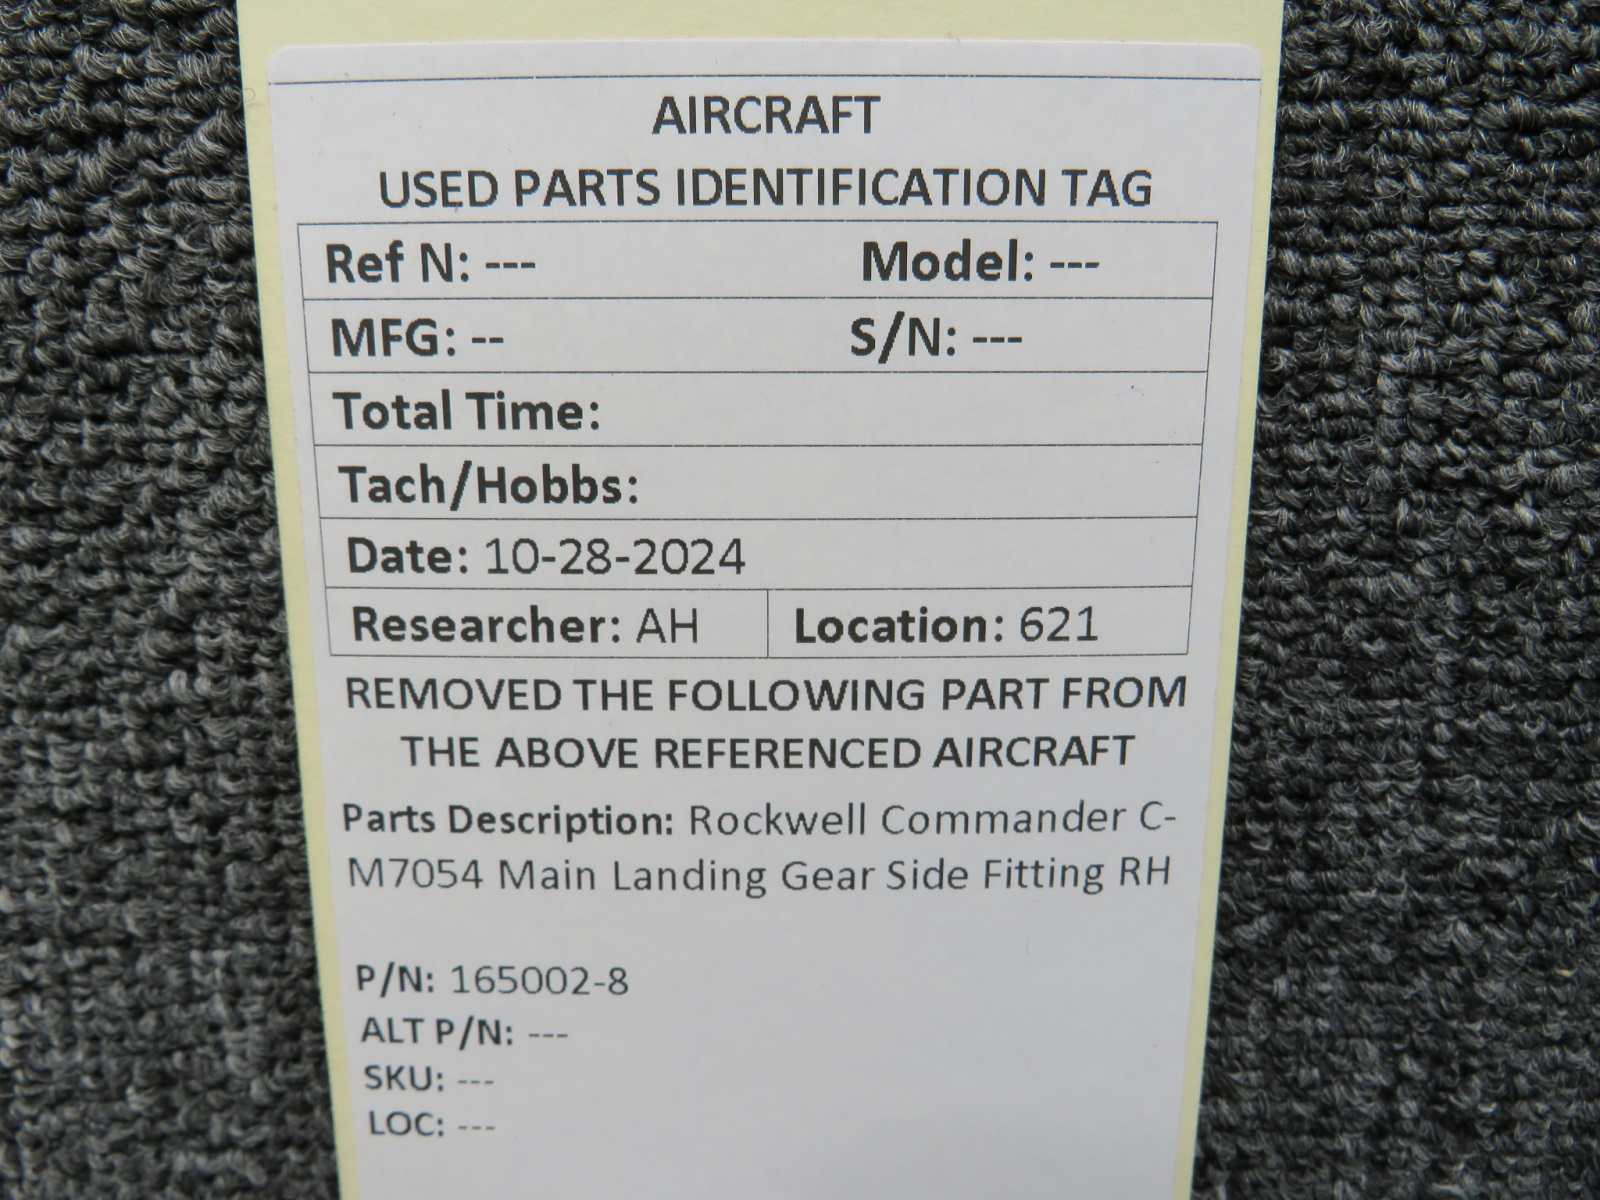 AIRCRAFT
USED PARTS IDENTIFICATION TAG
Ref N: --- Model: ---
MFG: -- S/N: ---
Total Time:
Tach/Hobbs:
Date: 10-28-2024
Researcher: AH Location: 621
REMOVED THE FOLLOWING PART FROM
THE ABOVE REFERENCED AIRCRAFT
Parts Description: Rockwell Commander C-
M7054 Main Landing Gear Side Fitting RH
P/N: 165002-8
ALT P/N: ---
SKU: ---
LOC: ---